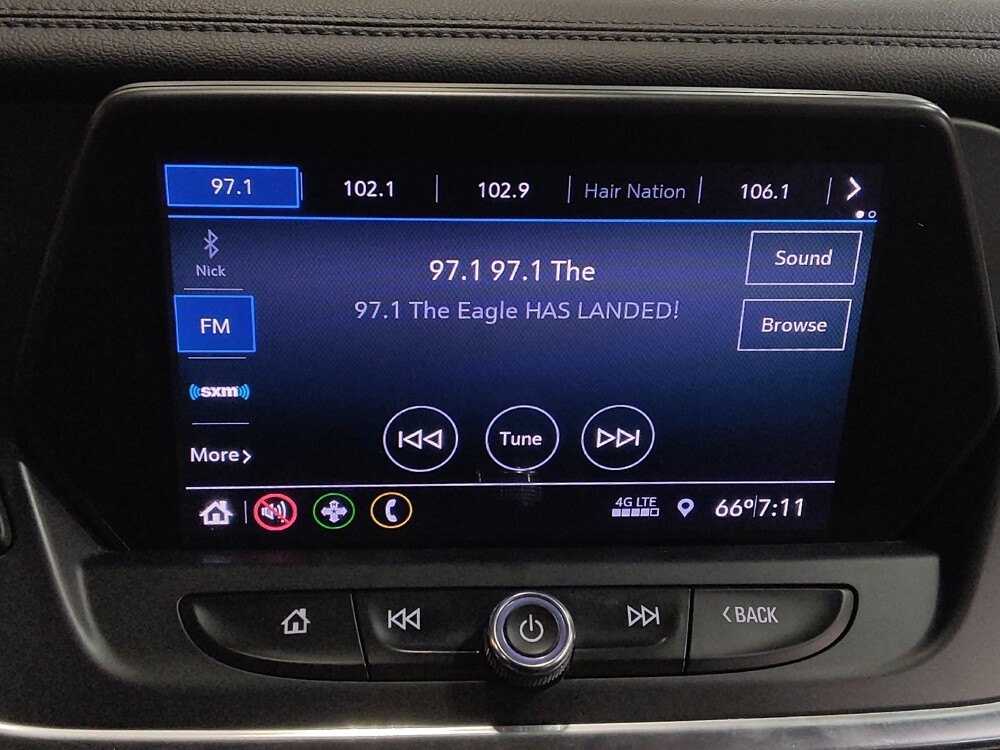 97.1 102.1 102.9 Hair Nation 106.1
Nick
97.1 97.1 The
Sound
97.1 The Eagle HAS LANDED!
FM
Browse
sxm
Tune
More
4G LTE
66° 7:11
BACK